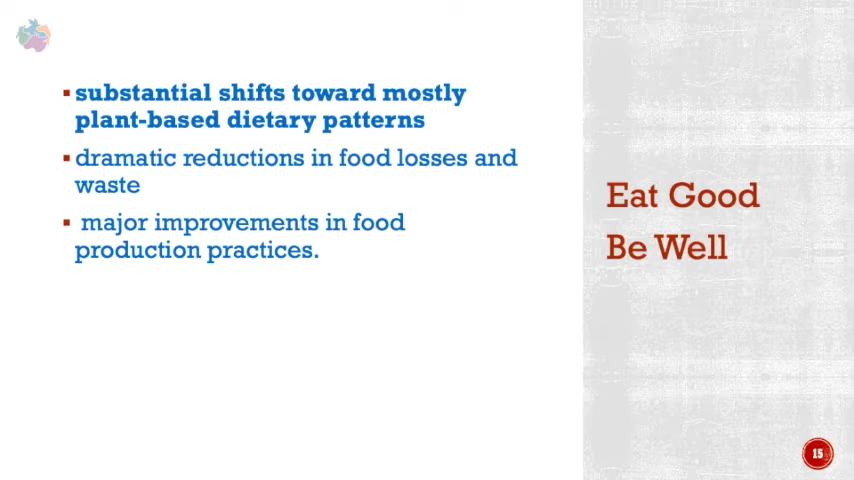 ▪ substantial shifts toward mostly
plant-based dietary patterns
▪ dramatic reductions in food losses and
waste
▪ major improvements in food
production practices.
Eat Good
Be Well
15